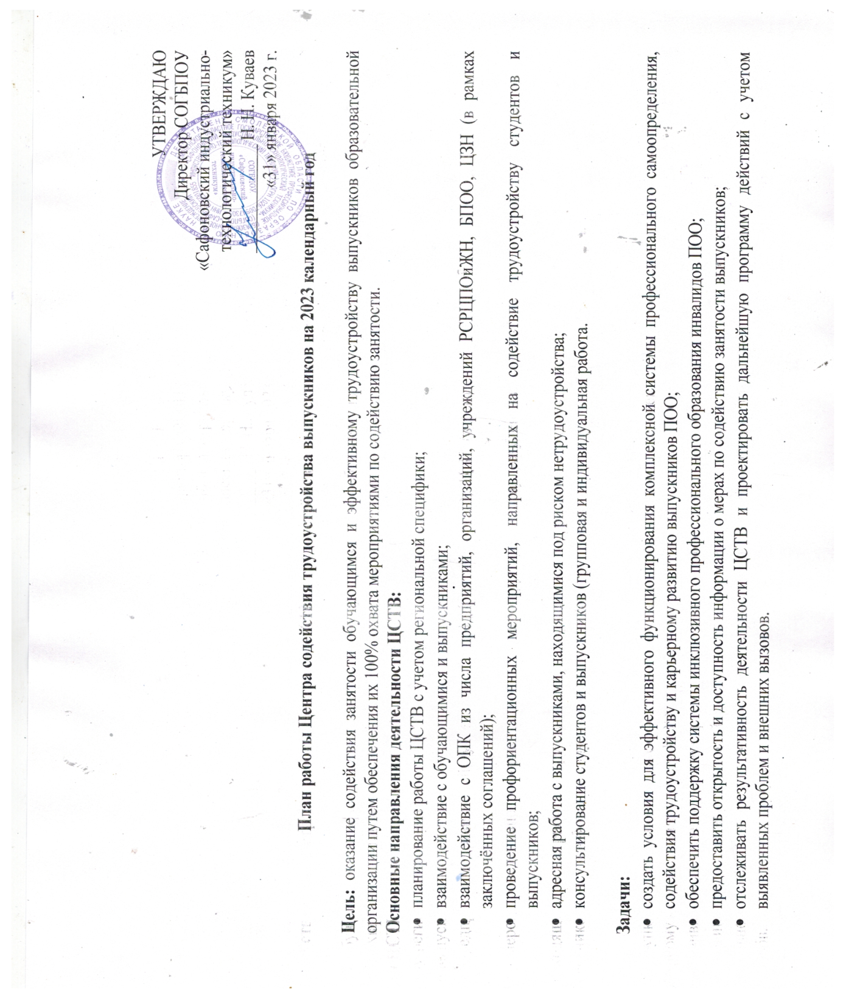 УТВЕРЖДАЮ
Директор СОГБПОУ
«Сафоновский индустриально-
технологический техникум»
Н.Н. Куваев
«31» января 2023 г.
План работы Центра содействия трудоустройства выпускников на 2023 календарный год
Цель: оказание содействия занятости обучающимся и эффективному трудоустройству выпускников образовательной
организации путем обеспечения их 100% охвата мероприятиями по содействию занятости.
Основные направления деятельности ЦСТВ:
● планирование работы ЦСТВ с учетом региональной специфики;
● взаимодействие с обучающимися и выпускниками;
● взаимодействие с ОПК из числа предприятий, организаций, учреждений РСРЦПОиЖН, БПОО, ЦЗН (в рамках
заключённых соглашений);
● проведение профориентационных мероприятий, направленных на содействие трудоустройству студентов и
выпускников;
● адресная работа с выпускниками, находящимися под риском нетрудоустройства;
● консультирование студентов и выпускников (групповая и индивидуальная работа.
Задачи:
● создать условия для эффективного функционирования комплексной системы профессионального самоопределения,
содействия трудоустройству и карьерному развитию выпускников ПОО;
● обеспечить поддержку системы инклюзивного профессионального образования инвалидов ПОО;
● предоставить открытость и доступность информации о мерах по содействию занятости выпускников;
● отслеживать результативность деятельности ЦСТВ и проектировать дальнейшую программу действий с учетом
выявленных проблем и внешних вызовов.